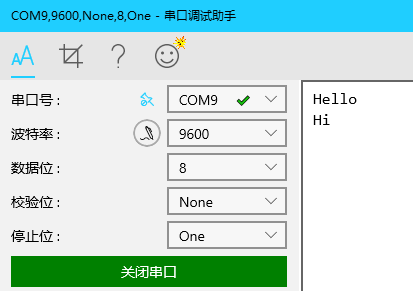 COM9,9600,None,8,One - 串口调试助手
AA
?
串口号：
COM9
波特率：
9600
数据位：
8
校验位：
None
停止位：
One
关闭串口
Hello
Hi